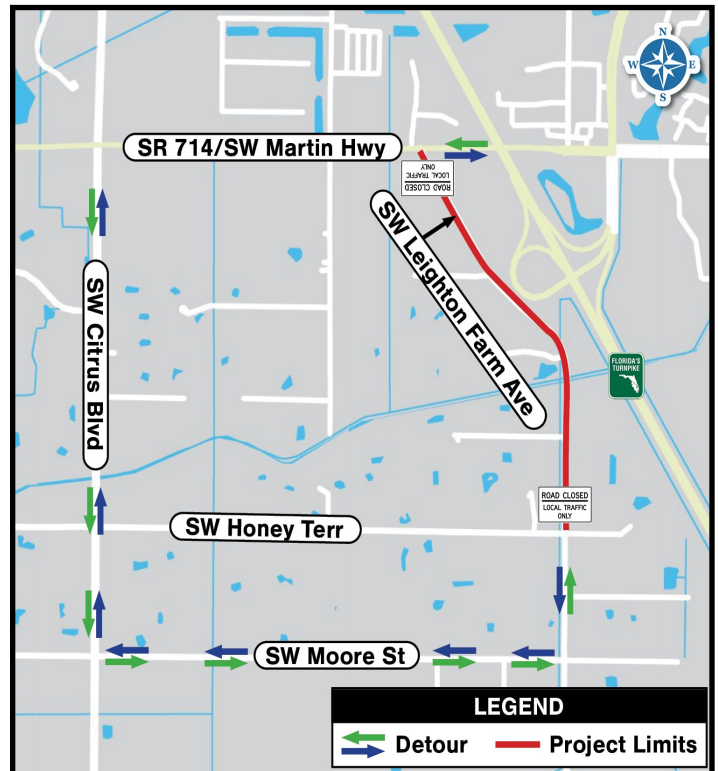 N
W E
S
SR 714/SW Martin Hwy
ROAD CLOSED
LOCAL TRAFFIC
ONLY
SW Leighton Farm Ave
SW Citrus Blvd
FLORIDA'S
TURNPIKE
ROAD CLOSED
LOCAL TRAFFIC
ONLY
SW Honey Terr
SW Moore St
LEGEND
Detour Project Limits